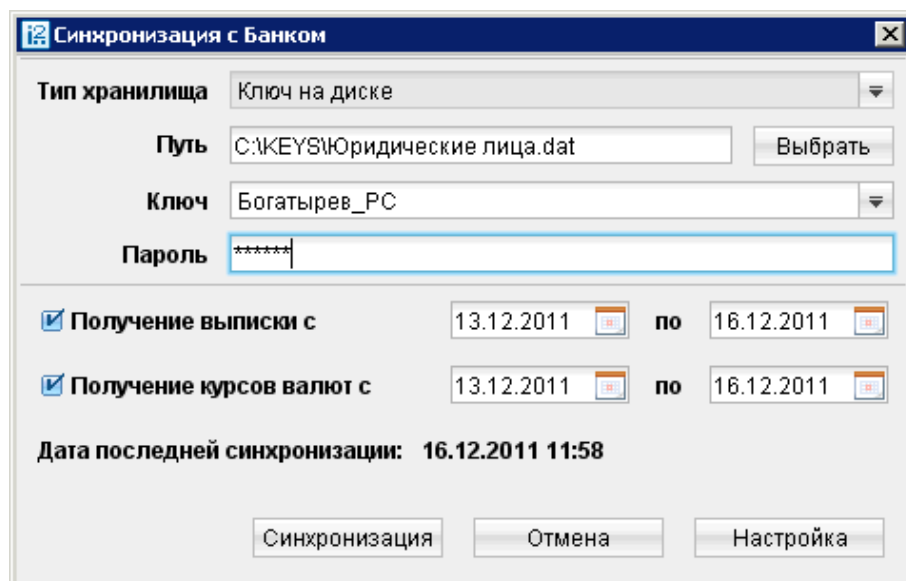 i2 Синхронизация с Банком
Тип хранилища Ключ на диске
Путь C:\KEYS\Юридические лица.dat Выбрать
Ключ Богатырев_РС
Пароль ******
Получение выписки с 13.12.2011 по 16.12.2011
Получение курсов валют с 13.12.2011 по 16.12.2011
Дата последней синхронизации: 16.12.2011 11:58
Синхронизация Отмена Настройка